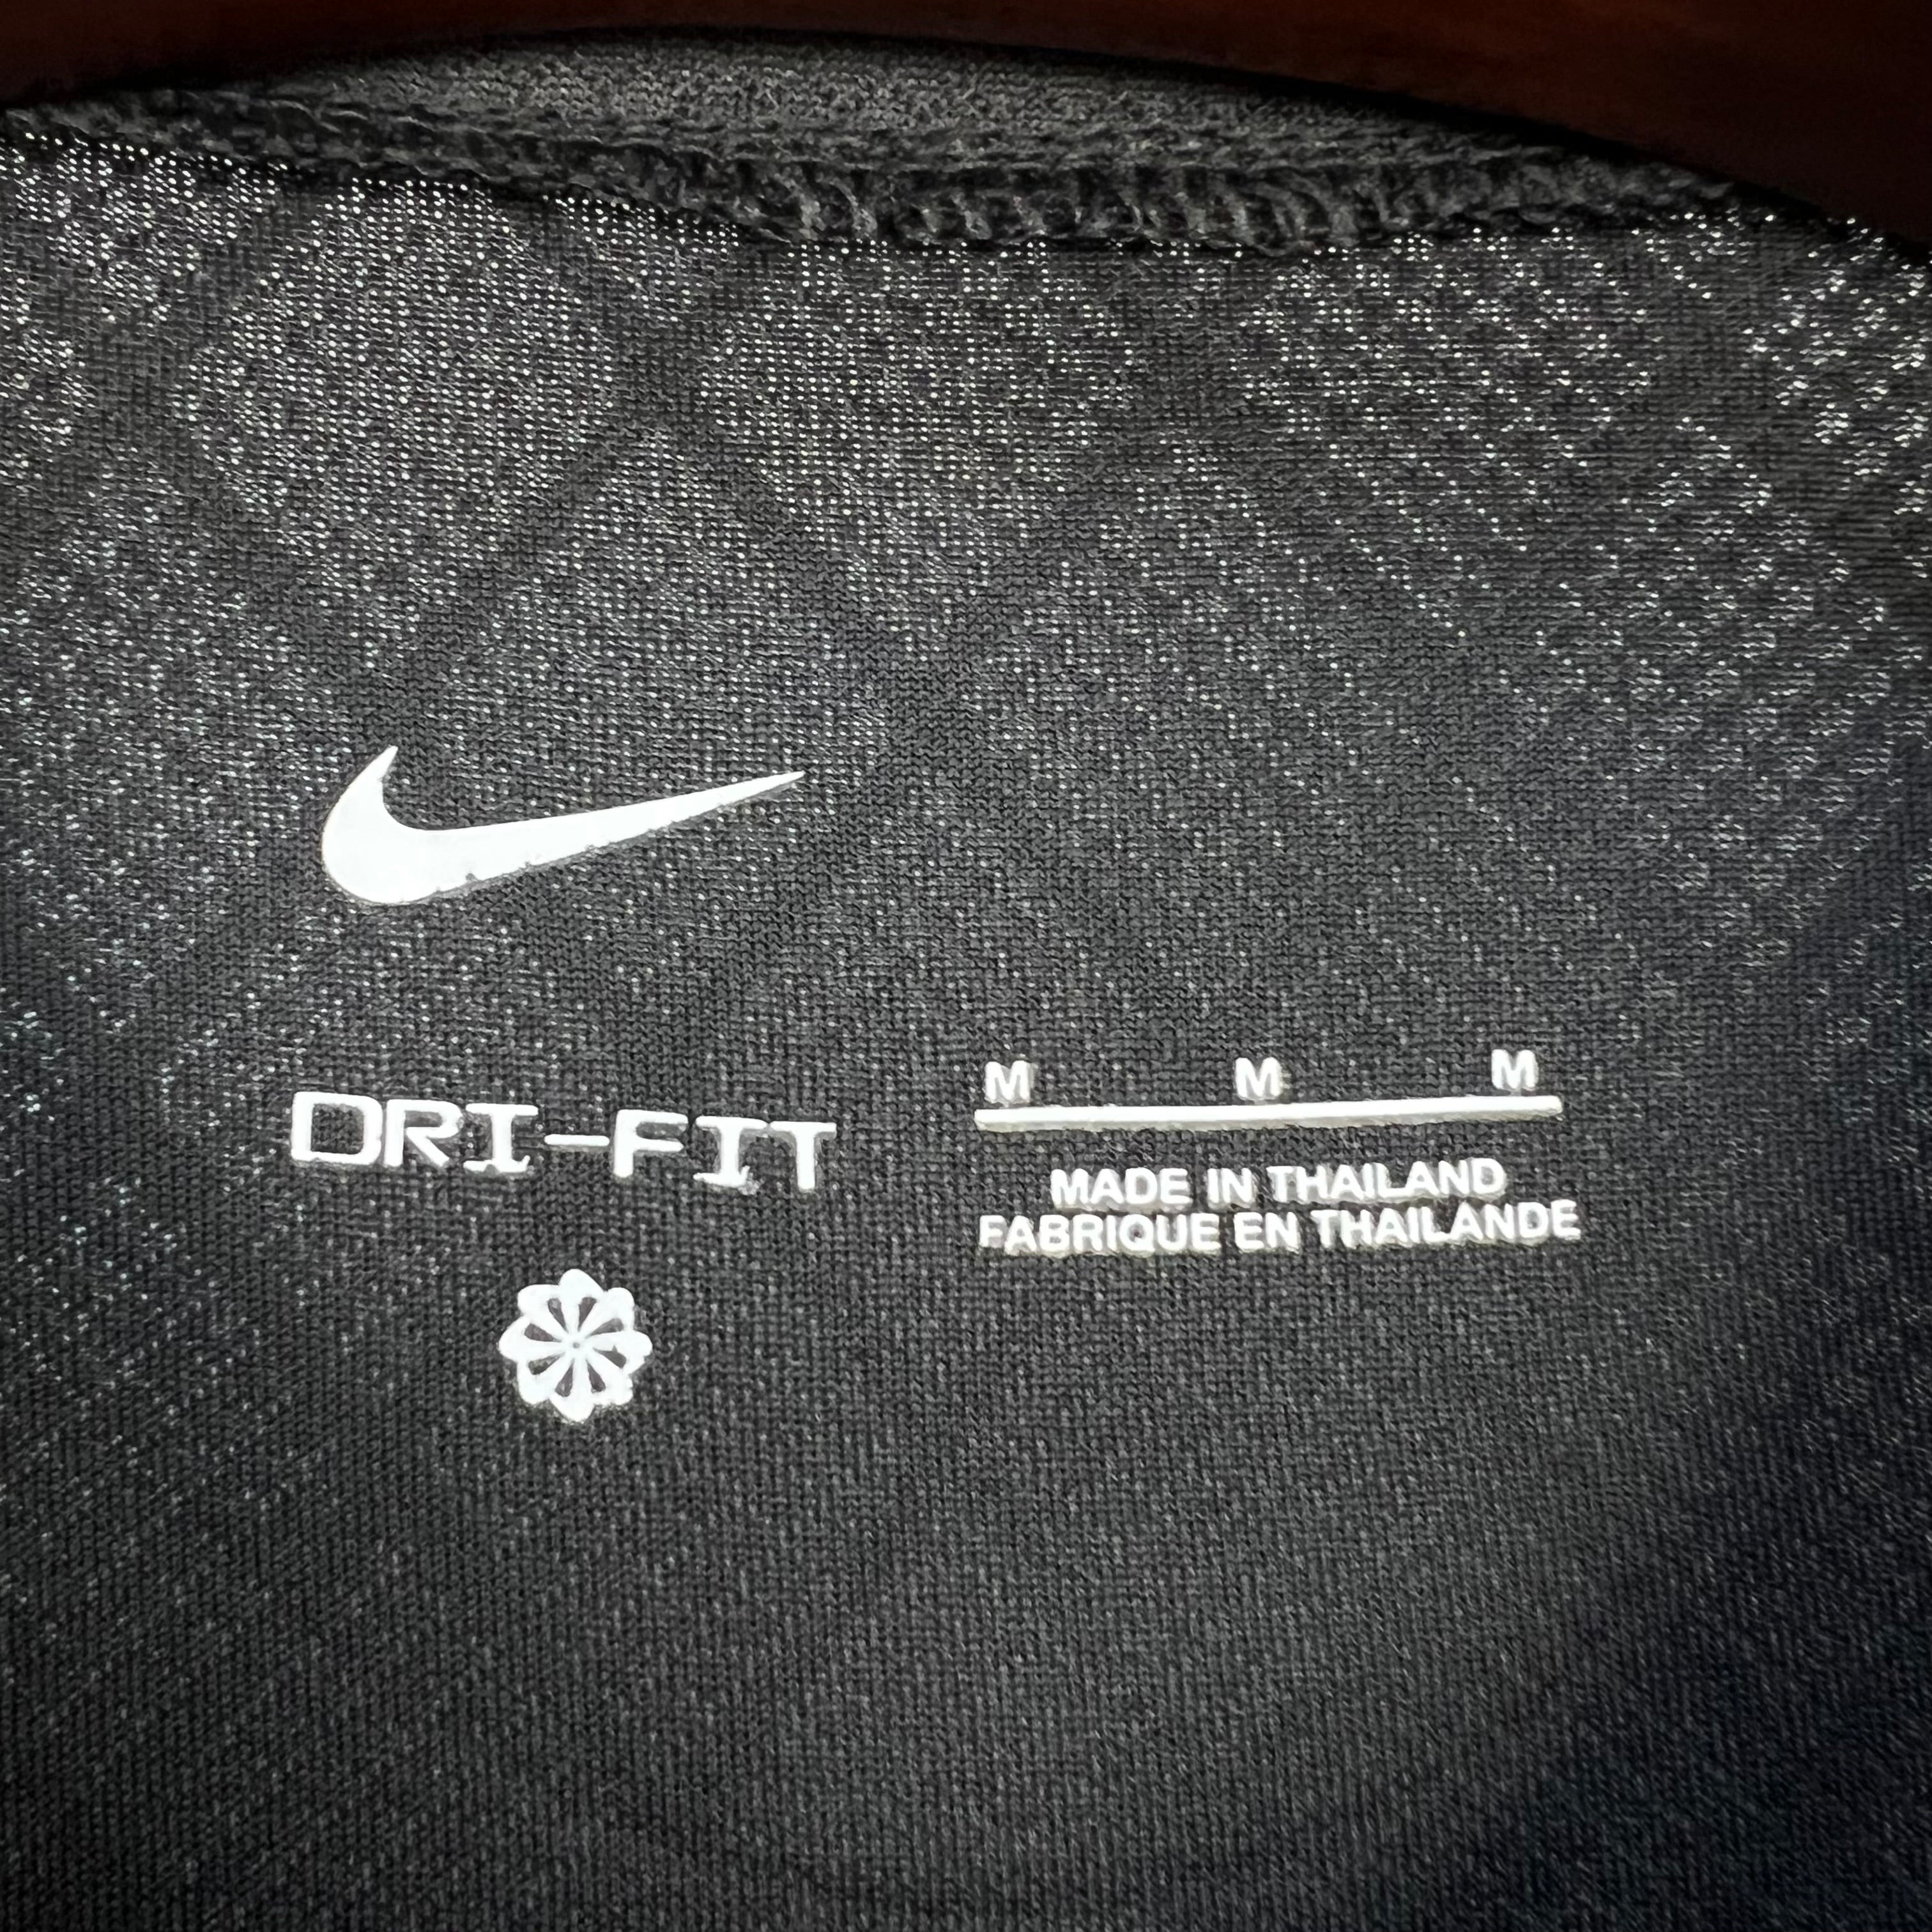 DRI-FIT
M M M
MADE IN THAILAND
FABRIQUE EN THAILANDE